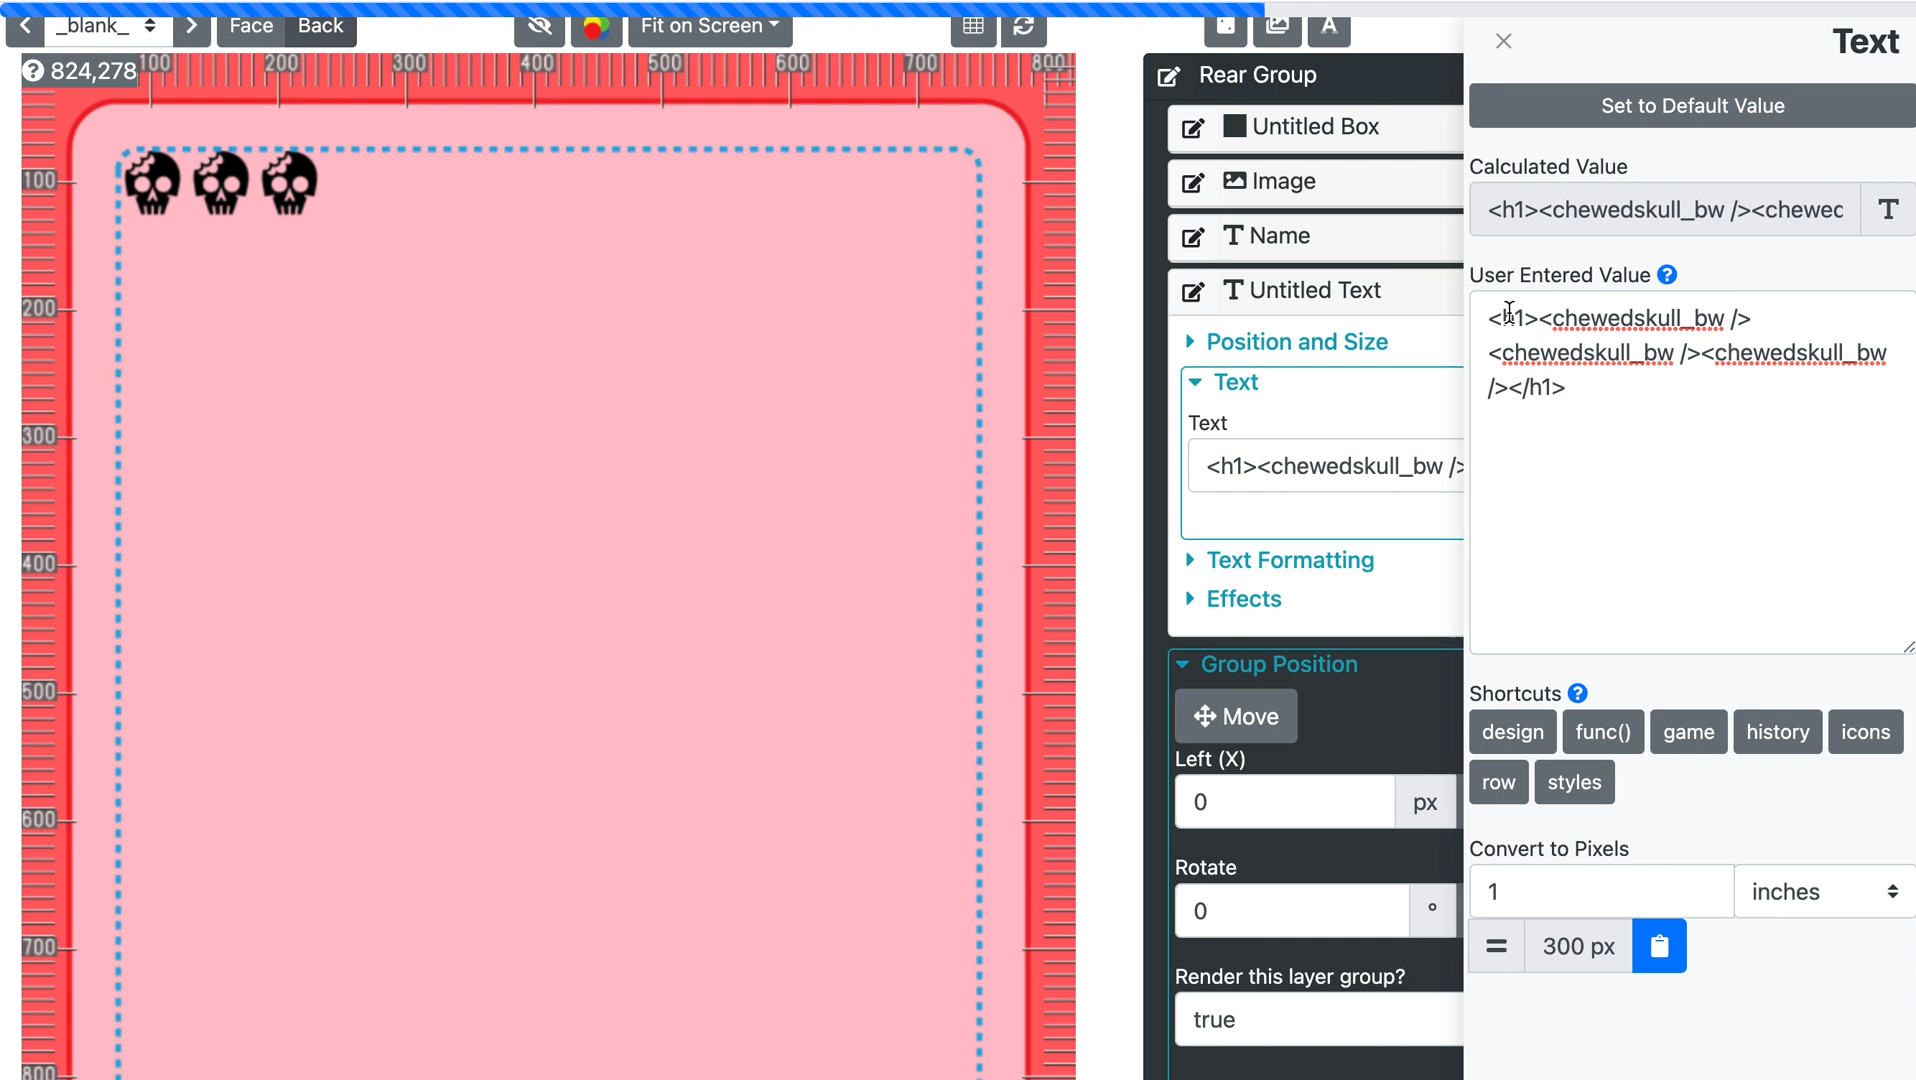 _blank_
Face
Back
Fit on Screen
A
824,278
100
200
300
400
500
600
700
800
100
200
300
400
500
600
700
800
Rear Group
Untitled Box
Image
T Name
T Untitled Text
Position and Size
Text
Text
<h1><chewedskull_bw />
Text Formatting
Effects
Group Position
Move
Left (X)
0
px
Rotate
0
°
Render this layer group?
true
Text
Set to Default Value
Calculated Value
<h1><chewedskull_bw /><chewec
T
User Entered Value ?
<h1><chewedskull_bw />
<chewedskull_bw /><chewedskull_bw
/></h1>
Shortcuts ?
design
func()
game
history
icons
row
styles
Convert to Pixels
1
inches
=
300 px